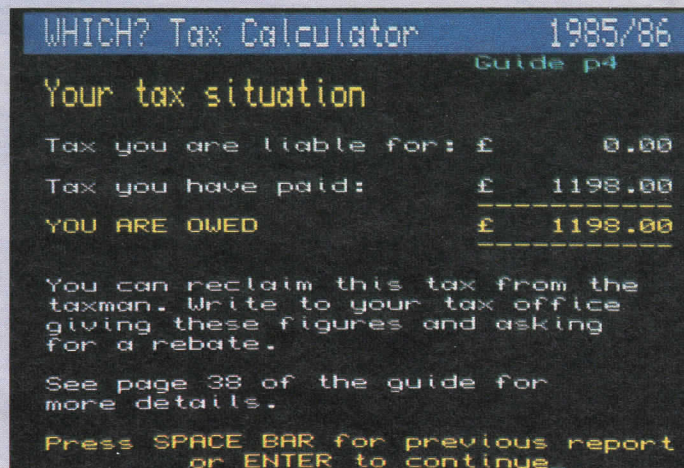 WHICH? Tax Calculator 1985/86
Guide p4
Your tax situation
Tax you are liable for: £ 0.00
Tax you have paid: £ 1198.00
YOU ARE OWED £ 1198.00
You can reclaim this tax from the
taxman. Write to your tax office
giving these figures and asking
for a rebate.
See page 38 of the guide for
more details.
Press SPACE BAR for previous report
or ENTER to continue